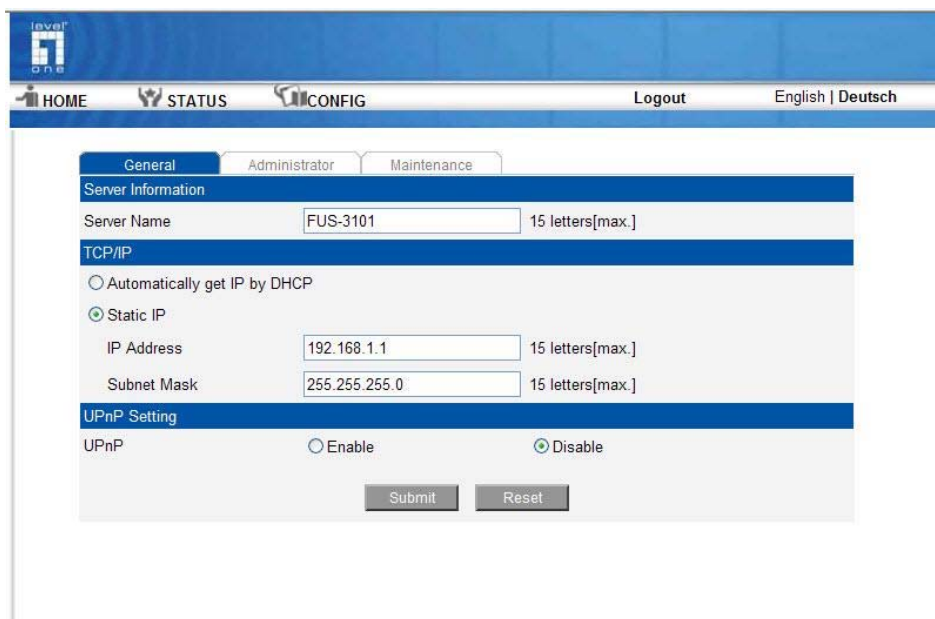 level
one
HOME STATUS CONFIG Logout English | Deutsch
General Administrator Maintenance
Server Information
Server Name FUS-3101 15 letters[max.]
TCP/IP
Automatically get IP by DHCP
Static IP
IP Address 192.168.1.1 15 letters[max.]
Subnet Mask 255.255.255.0 15 letters[max.]
UPnP Setting
UPnP Enable Disable
Submit Reset